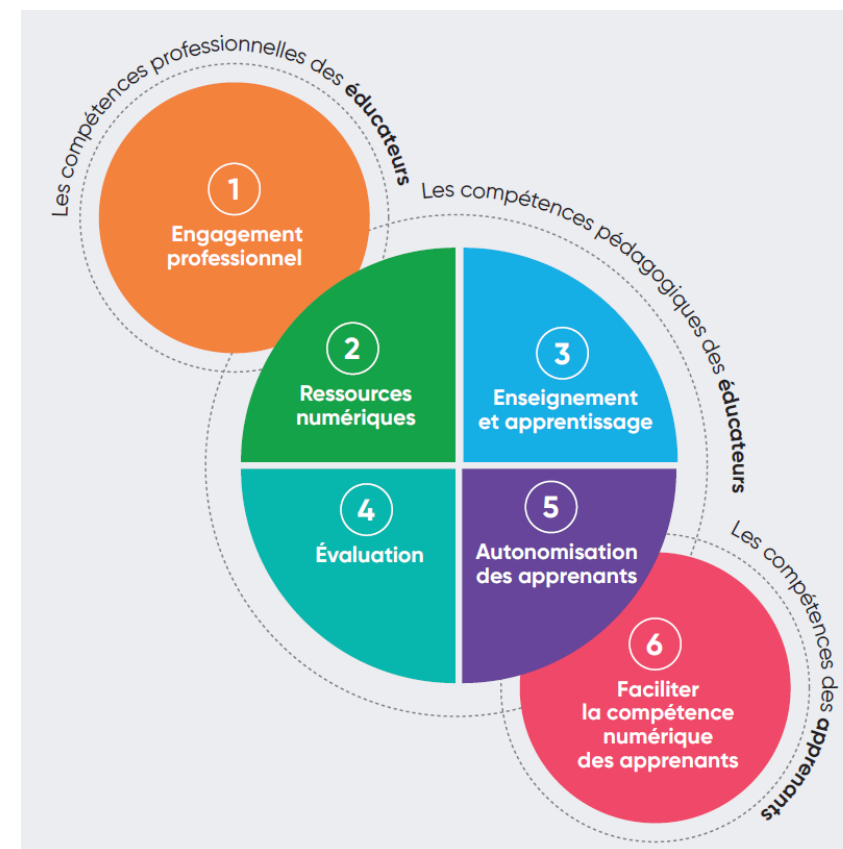 Les compétences professionnelles des éducateurs
1
Engagement
professionnel
Les compétences pédagogiques des éducateurs
2
Ressources
numériques
3
Enseignement
et apprentissage
4
Évaluation
5
Autonomisation
des apprenants
Les compétences des apprenants
6
Faciliter
la compétence
numérique
des apprenants